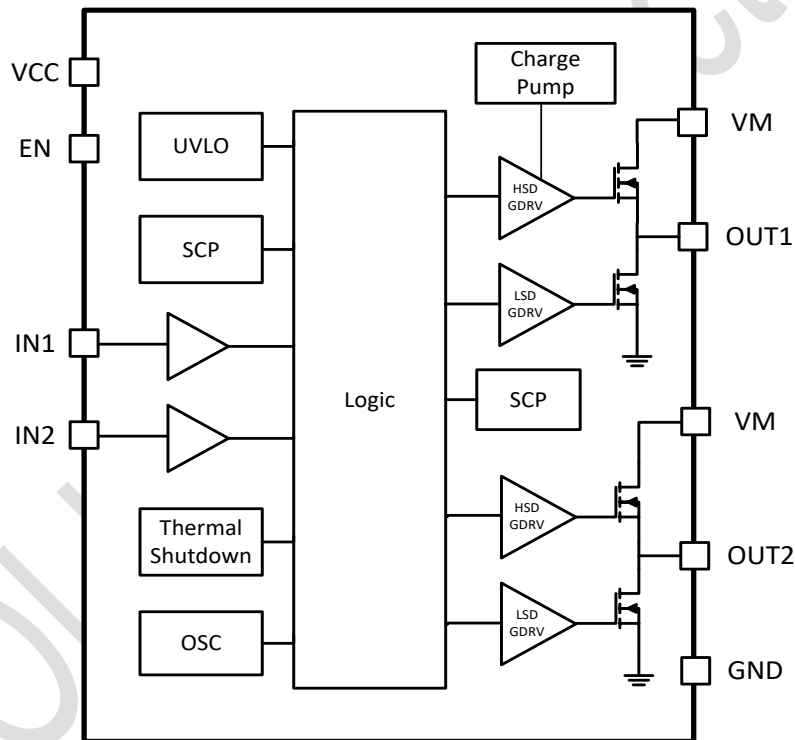 VCC
EN
IN1
IN2
UVLO
SCP
Thermal
Shutdown
OSC
Logic
Charge
Pump
HSD
GDRV
LSD
GDRV
SCP
HSD
GDRV
LSD
GDRV
VM
OUT1
VM
OUT2
GND